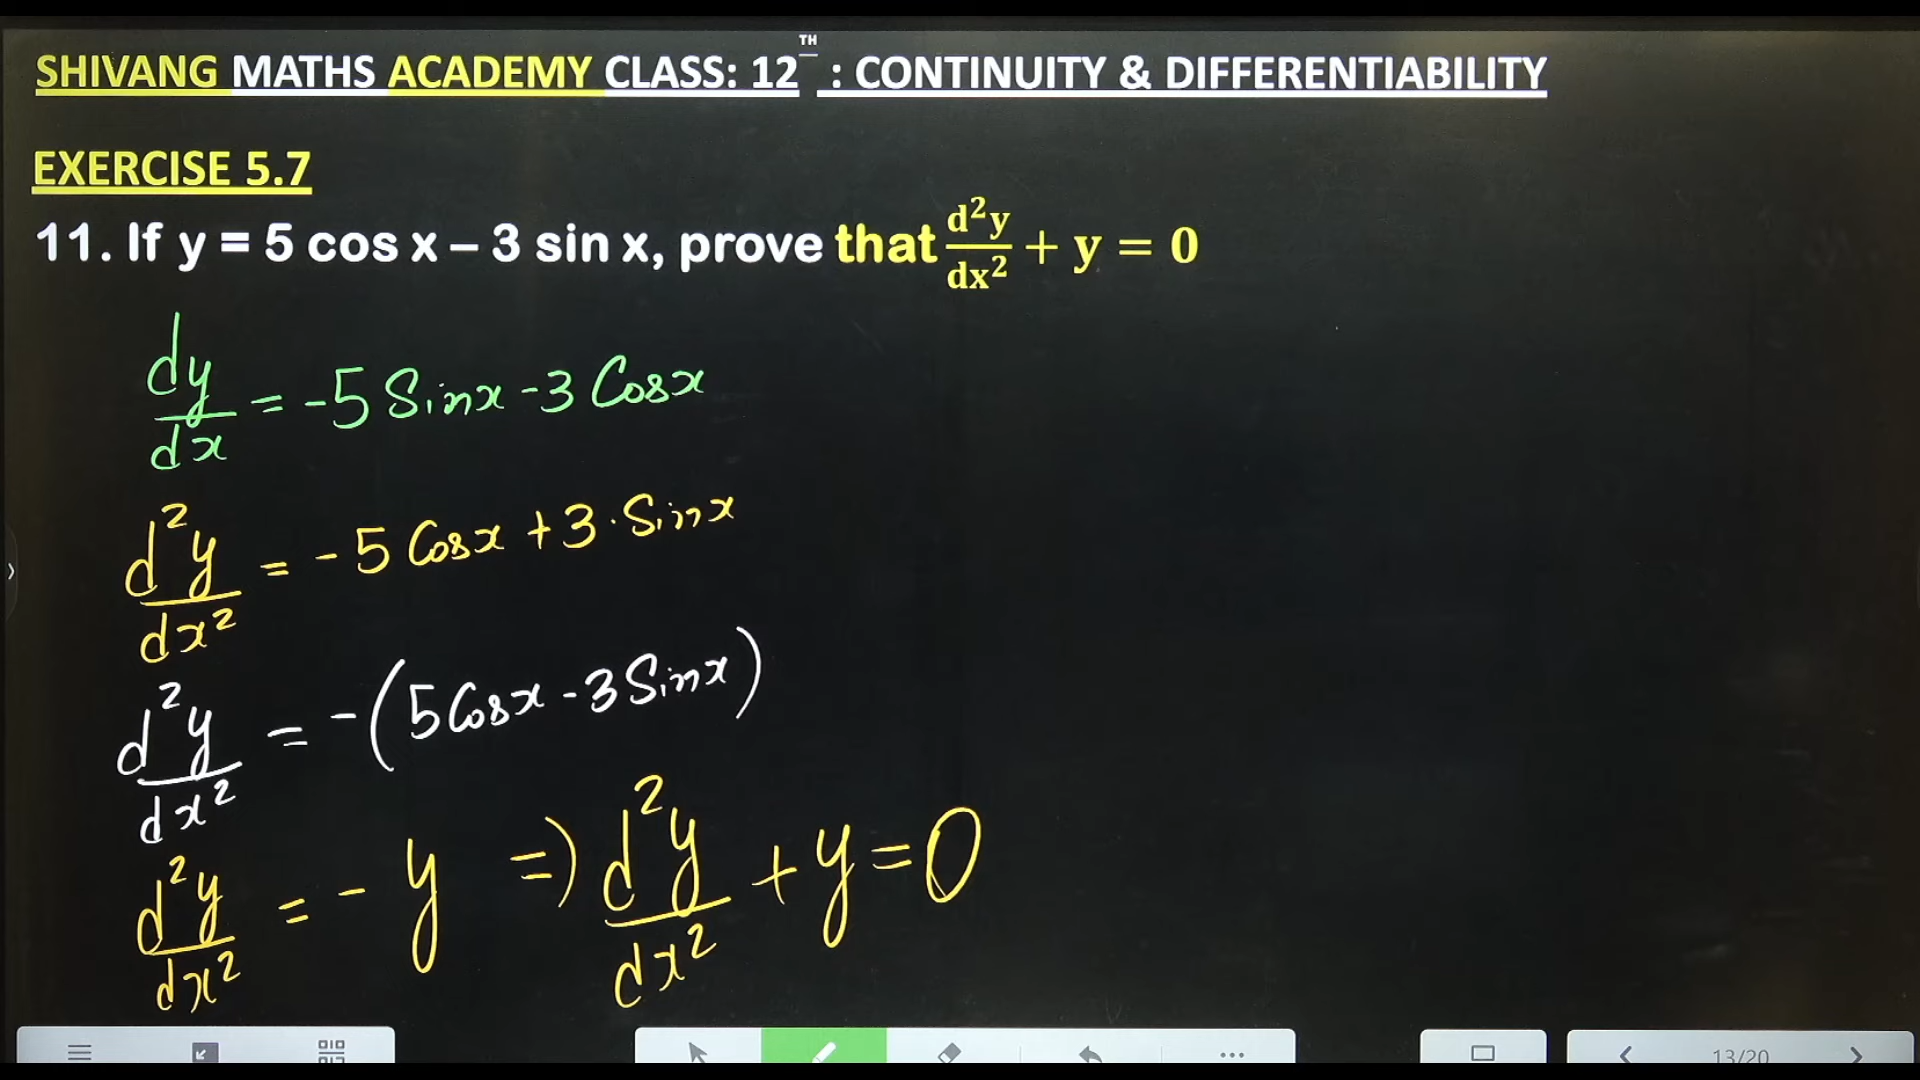 SHIVANG MATHS ACADEMY CLASS: 12TH : CONTINUITY & DIFFERENTIABILITY
EXERCISE 5.7
11. If y = 5 cos x – 3 sin x, prove that d²y/dx² + y = 0
dy/dx = -5 Sinx -3 Cosx
d²y/dx² = -5 Cosx +3·Sinx
d²y/dx² = -(5Cosx -3Sinx)
d²y/dx² = -y => d²y/dx² + y = 0
13/20